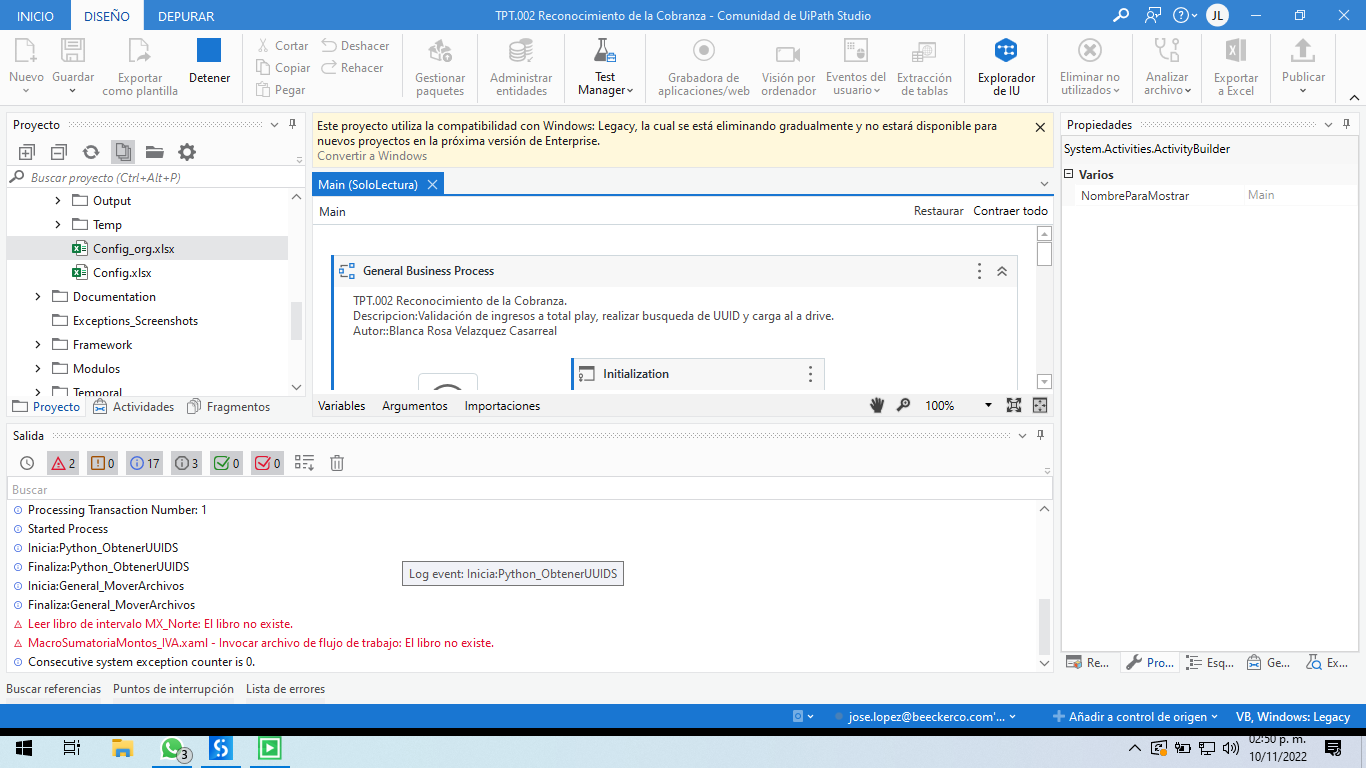 INICIO DISEÑO DEPURAR TPT.002 Reconocimiento de la Cobranza - Comunidad de UiPath Studio JL
Nuevo
Guardar
Exportar
como plantilla
Detener
Cortar
Copiar
Pegar
Deshacer
Rehacer
Gestionar
paquetes
Administrar
entidades
Test
Manager
Grabadora de
aplicaciones/web
Visión por
ordenador
Eventos del
usuario
Extracción
de tablas
Explorador
de IU
Eliminar no
utilizados
Analizar
archivo
Exportar
a Excel
Publicar
Proyecto
Buscar proyecto (Ctrl+Alt+P)
Output
Temp
Config_org.xlsx
Config.xlsx
Documentation
Exceptions_Screenshots
Framework
Modulos
Temporal
Proyecto Actividades Fragmentos
Este proyecto utiliza la compatibilidad con Windows: Legacy, la cual se está eliminando gradualmente y no estará disponible para
nuevos proyectos en la próxima versión de Enterprise.
Convertir a Windows
Main (SoloLectura)
Main Restaurar Contraer todo
General Business Process
TPT.002 Reconocimiento de la Cobranza.
Descripcion:Validación de ingresos a total play, realizar busqueda de UUID y carga al a drive.
Autor::Blanca Rosa Velazquez Casarreal
Initialization
Variables Argumentos Importaciones 100%
Propiedades
System.Activities.ActivityBuilder
Varios
NombreParaMostrar Main
Re... Pro... Esq... Ge... Ex...
Salida
2 0 17 3 0 0
Buscar
Processing Transaction Number: 1
Started Process
Inicia:Python_ObtenerUUIDS
Finaliza:Python_ObtenerUUIDS
Log event: Inicia:Python_ObtenerUUIDS
Inicia:General_MoverArchivos
Finaliza:General_MoverArchivos
Leer libro de intervalo MX_Norte: El libro no existe.
MacroSumatoriaMontos_IVA.xaml - Invocar archivo de flujo de trabajo: El libro no existe.
Consecutive system exception counter is 0.
Buscar referencias Puntos de interrupción Lista de errores
jose.lopez@beeckerco.com'... Añadir a control de origen VB, Windows: Legacy
3
02:50 p. m.
10/11/2022